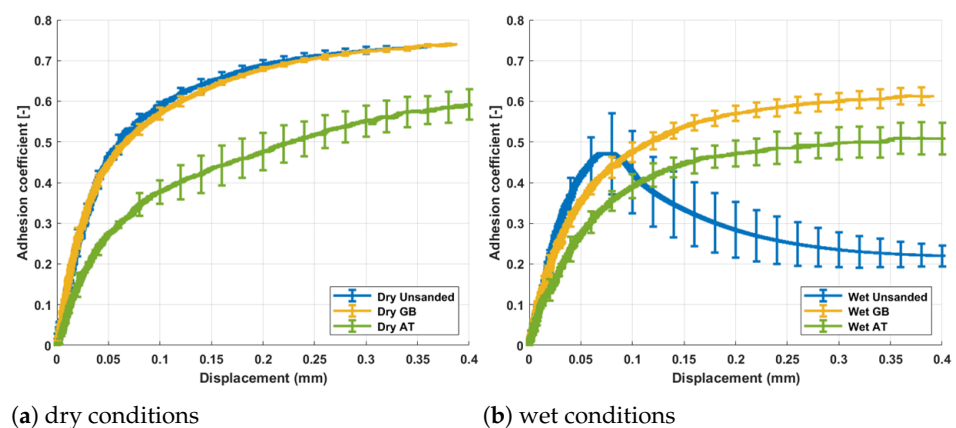 Adhesion coefficient [-]
0.8
0.7
0.6
0.5
0.4
0.3
0.2
0.1
0
0 0.05 0.1 0.15 0.2 0.25 0.3 0.35 0.4
Displacement (mm)
Dry Unsanded
Dry GB
Dry AT
(a) dry conditions
Adhesion coefficient [-]
0.8
0.7
0.6
0.5
0.4
0.3
0.2
0.1
0
0 0.05 0.1 0.15 0.2 0.25 0.3 0.35 0.4
Displacement (mm)
Wet Unsanded
Wet GB
Wet AT
(b) wet conditions